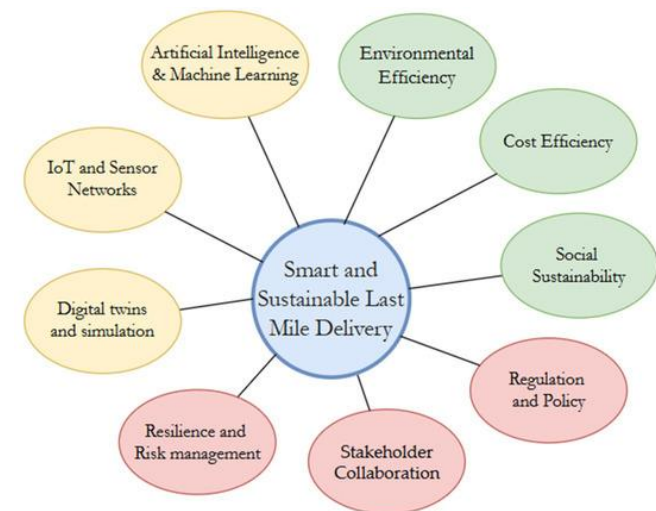 Artificial Intelligence
& Machine Learning
Environmental
Efficiency
Cost Efficiency
IoT and Sensor
Networks
Smart and
Sustainable Last
Mile Delivery
Social
Sustainability
Digital twins
and simulation
Regulation
and Policy
Resilience and
Risk management
Stakeholder
Collaboration